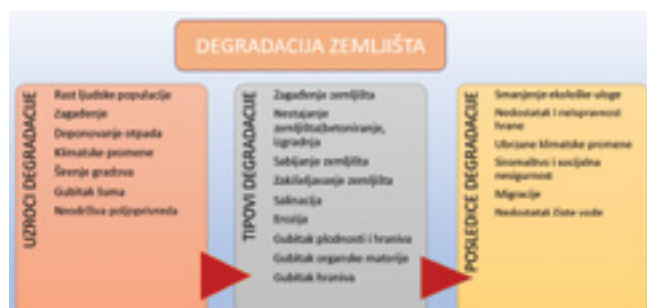 DEGRADACIJA ZEMLJIŠTA
UZROCI DEGRADACIJE
Rast ljudske populacije
Zagađenje
Deponovanje otpada
Klimatske promene
Širenje gradova
Gubitak šuma
Neodrživa poljoprivreda
TIPOVI DEGRADACIJE
Zagađenje zemljišta
Nestajanje
zemljišta(betoniranje,
izgradnja
Sabijanje zemljišta
Zakišeljavanje zemljišta
Salinacija
Erozija
Gubitak plodnosti i hraniva
Gubitak organske materije
Gubitak hraniva
POSLEDICE DEGRADACIJE
Smanjenje ekološke uloge
Nedostatak i neispravnost
hrane
Ubrzane klimatske promene
Siromaštvo i socijalna
nesigurnost
Migracije
Nedostatak čiste vode